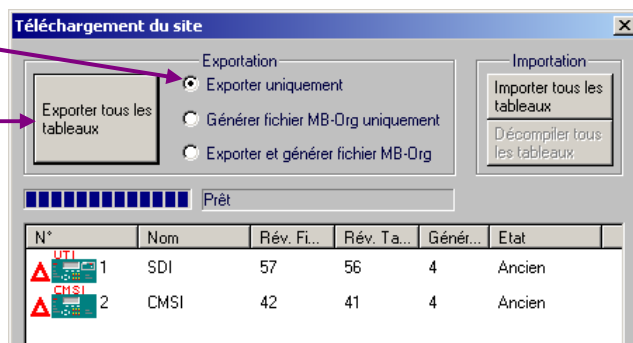 Téléchargement du site
Exportation
Exporter tous les
tableaux
Exporter uniquement
Générer fichier MB-Org uniquement
Exporter et générer fichier MB-Org
Importation
Importer tous les
tableaux
Décompiler tous
les tableaux
Prêt
N° Nom Rév. Fi... Rév. Ta... Génér... Etat
UTI 1 SDI 57 56 4 Ancien
CMSI 2 CMSI 42 41 4 Ancien